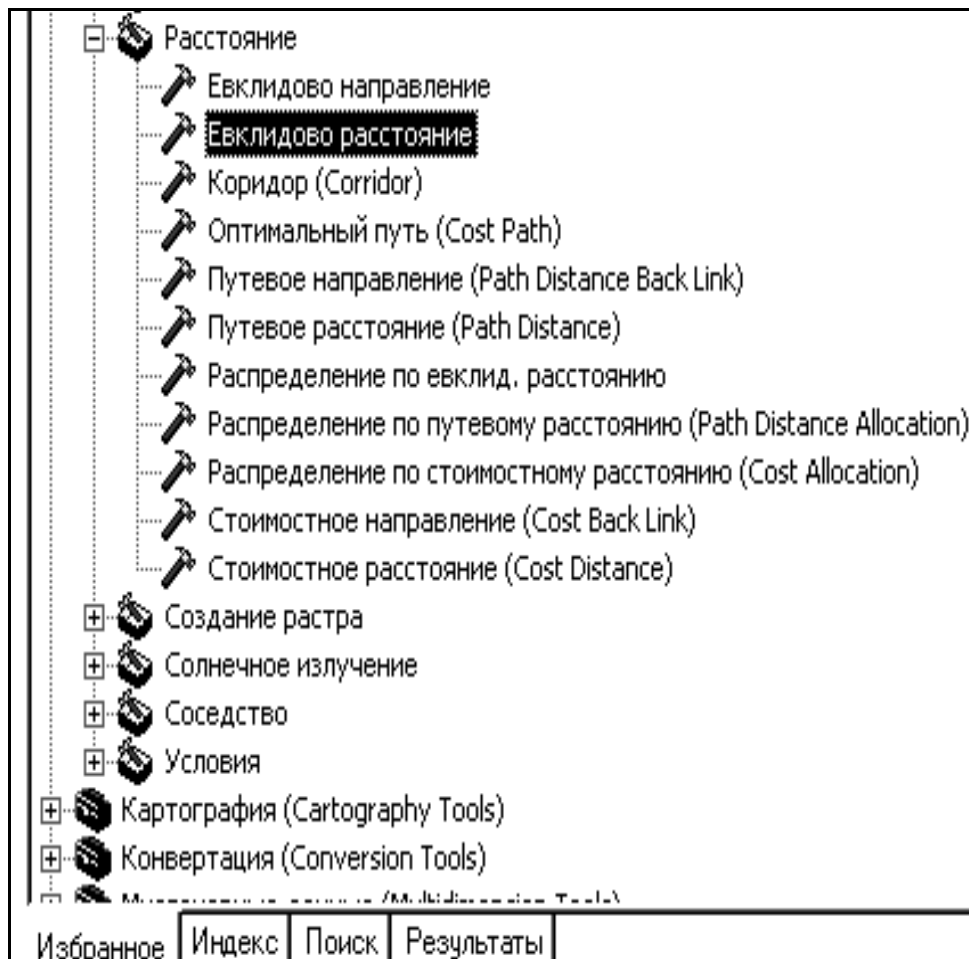 Расстояние
Евклидово направление
Евклидово расстояние
Коридор (Corridor)
Оптимальный путь (Cost Path)
Путевое направление (Path Distance Back Link)
Путевое расстояние (Path Distance)
Распределение по евклид. расстоянию
Распределение по путевому расстоянию (Path Distance Allocation)
Распределение по стоимостному расстоянию (Cost Allocation)
Стоимостное направление (Cost Back Link)
Стоимостное расстояние (Cost Distance)
Создание растра
Солнечное излучение
Соседство
Условия
Картография (Cartography Tools)
Конвертация (Conversion Tools)
(Multidimension Tools)
Избранное Индекс Поиск Результаты